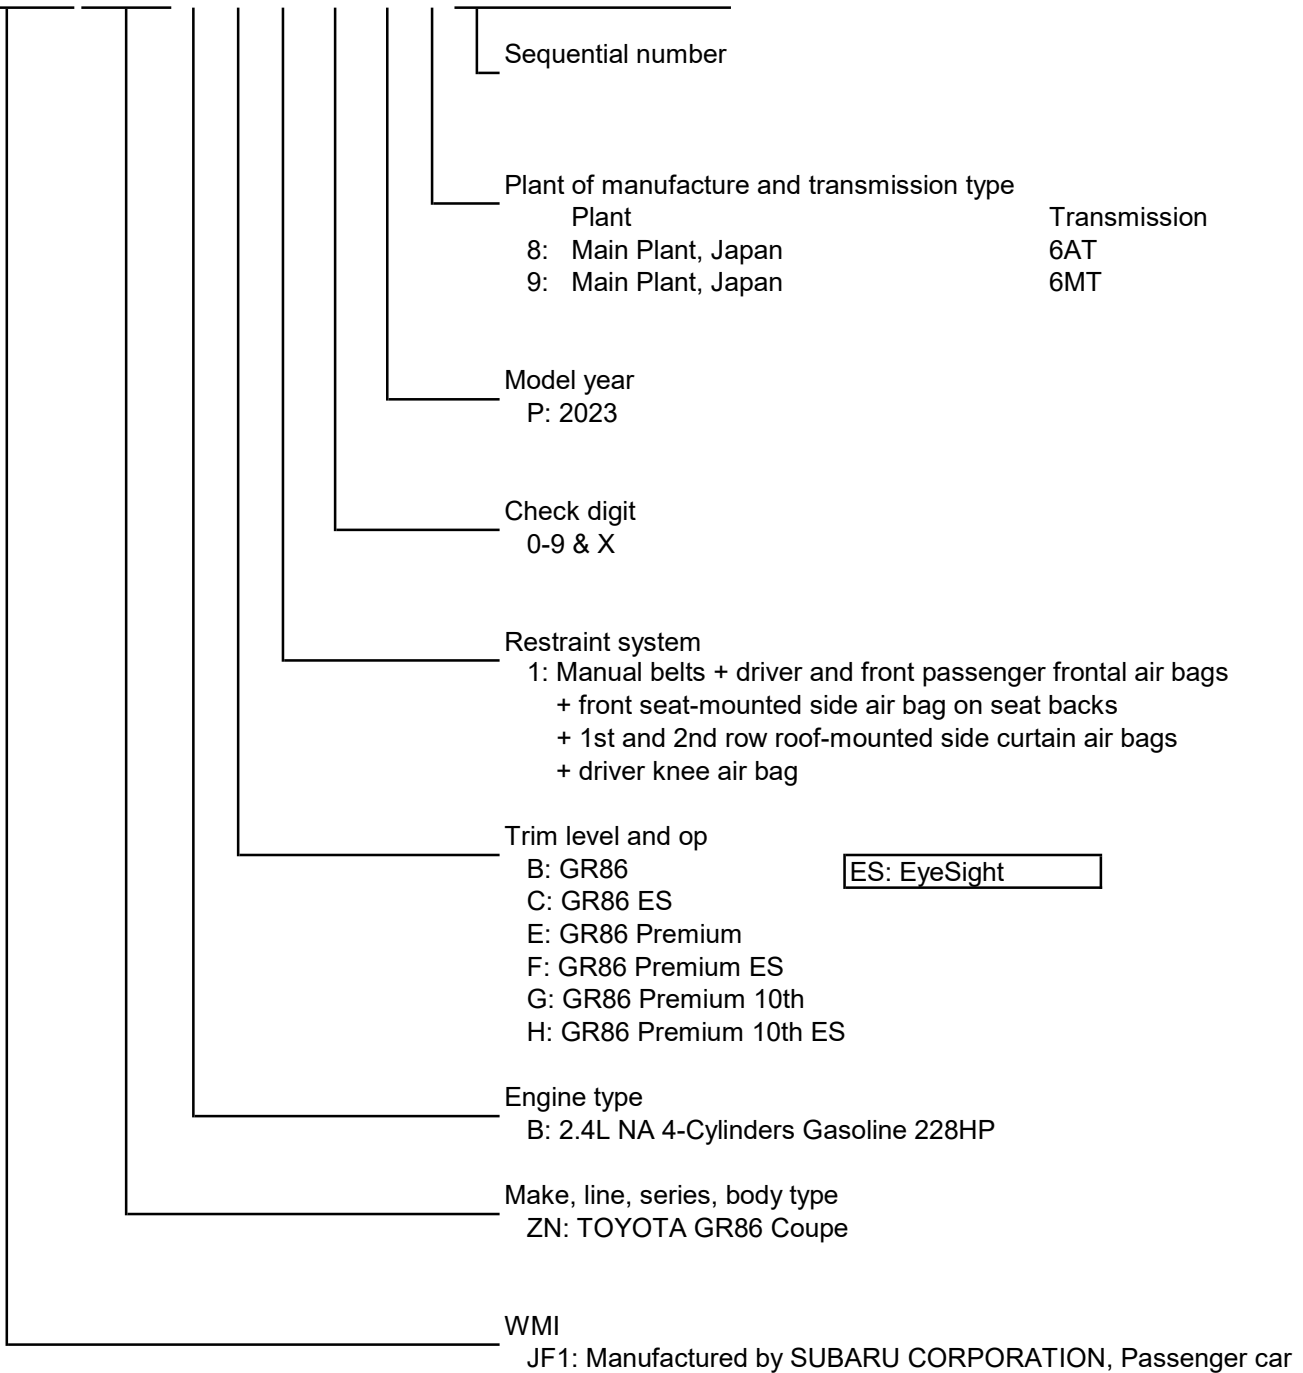 Sequential number
Plant of manufacture and transmission type
Plant Transmission
8: Main Plant, Japan 6AT
9: Main Plant, Japan 6MT
Model year
P: 2023
Check digit
0-9 & X
Restraint system
1: Manual belts + driver and front passenger frontal air bags
+ front seat-mounted side air bag on seat backs
+ 1st and 2nd row roof-mounted side curtain air bags
+ driver knee air bag
Trim level and op
B: GR86 ES: EyeSight
C: GR86 ES
E: GR86 Premium
F: GR86 Premium ES
G: GR86 Premium 10th
H: GR86 Premium 10th ES
Engine type
B: 2.4L NA 4-Cylinders Gasoline 228HP
Make, line, series, body type
ZN: TOYOTA GR86 Coupe
WMI
JF1: Manufactured by SUBARU CORPORATION, Passenger car